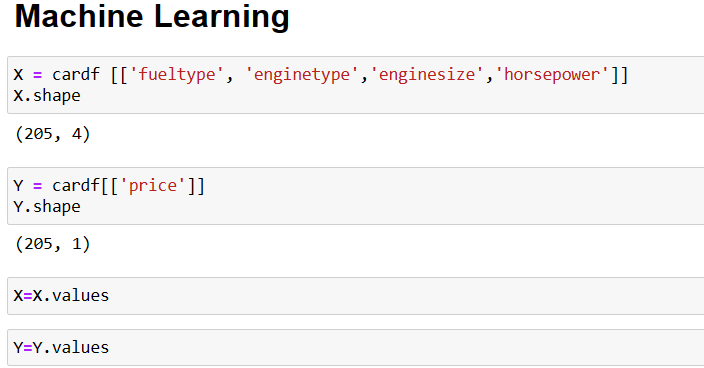 Machine Learning
X = cardf [['fueltype', 'enginetype','enginesize','horsepower']]
X.shape
(205, 4)
Y = cardf[['price']]
Y.shape
(205, 1)
X=X.values
Y=Y.values